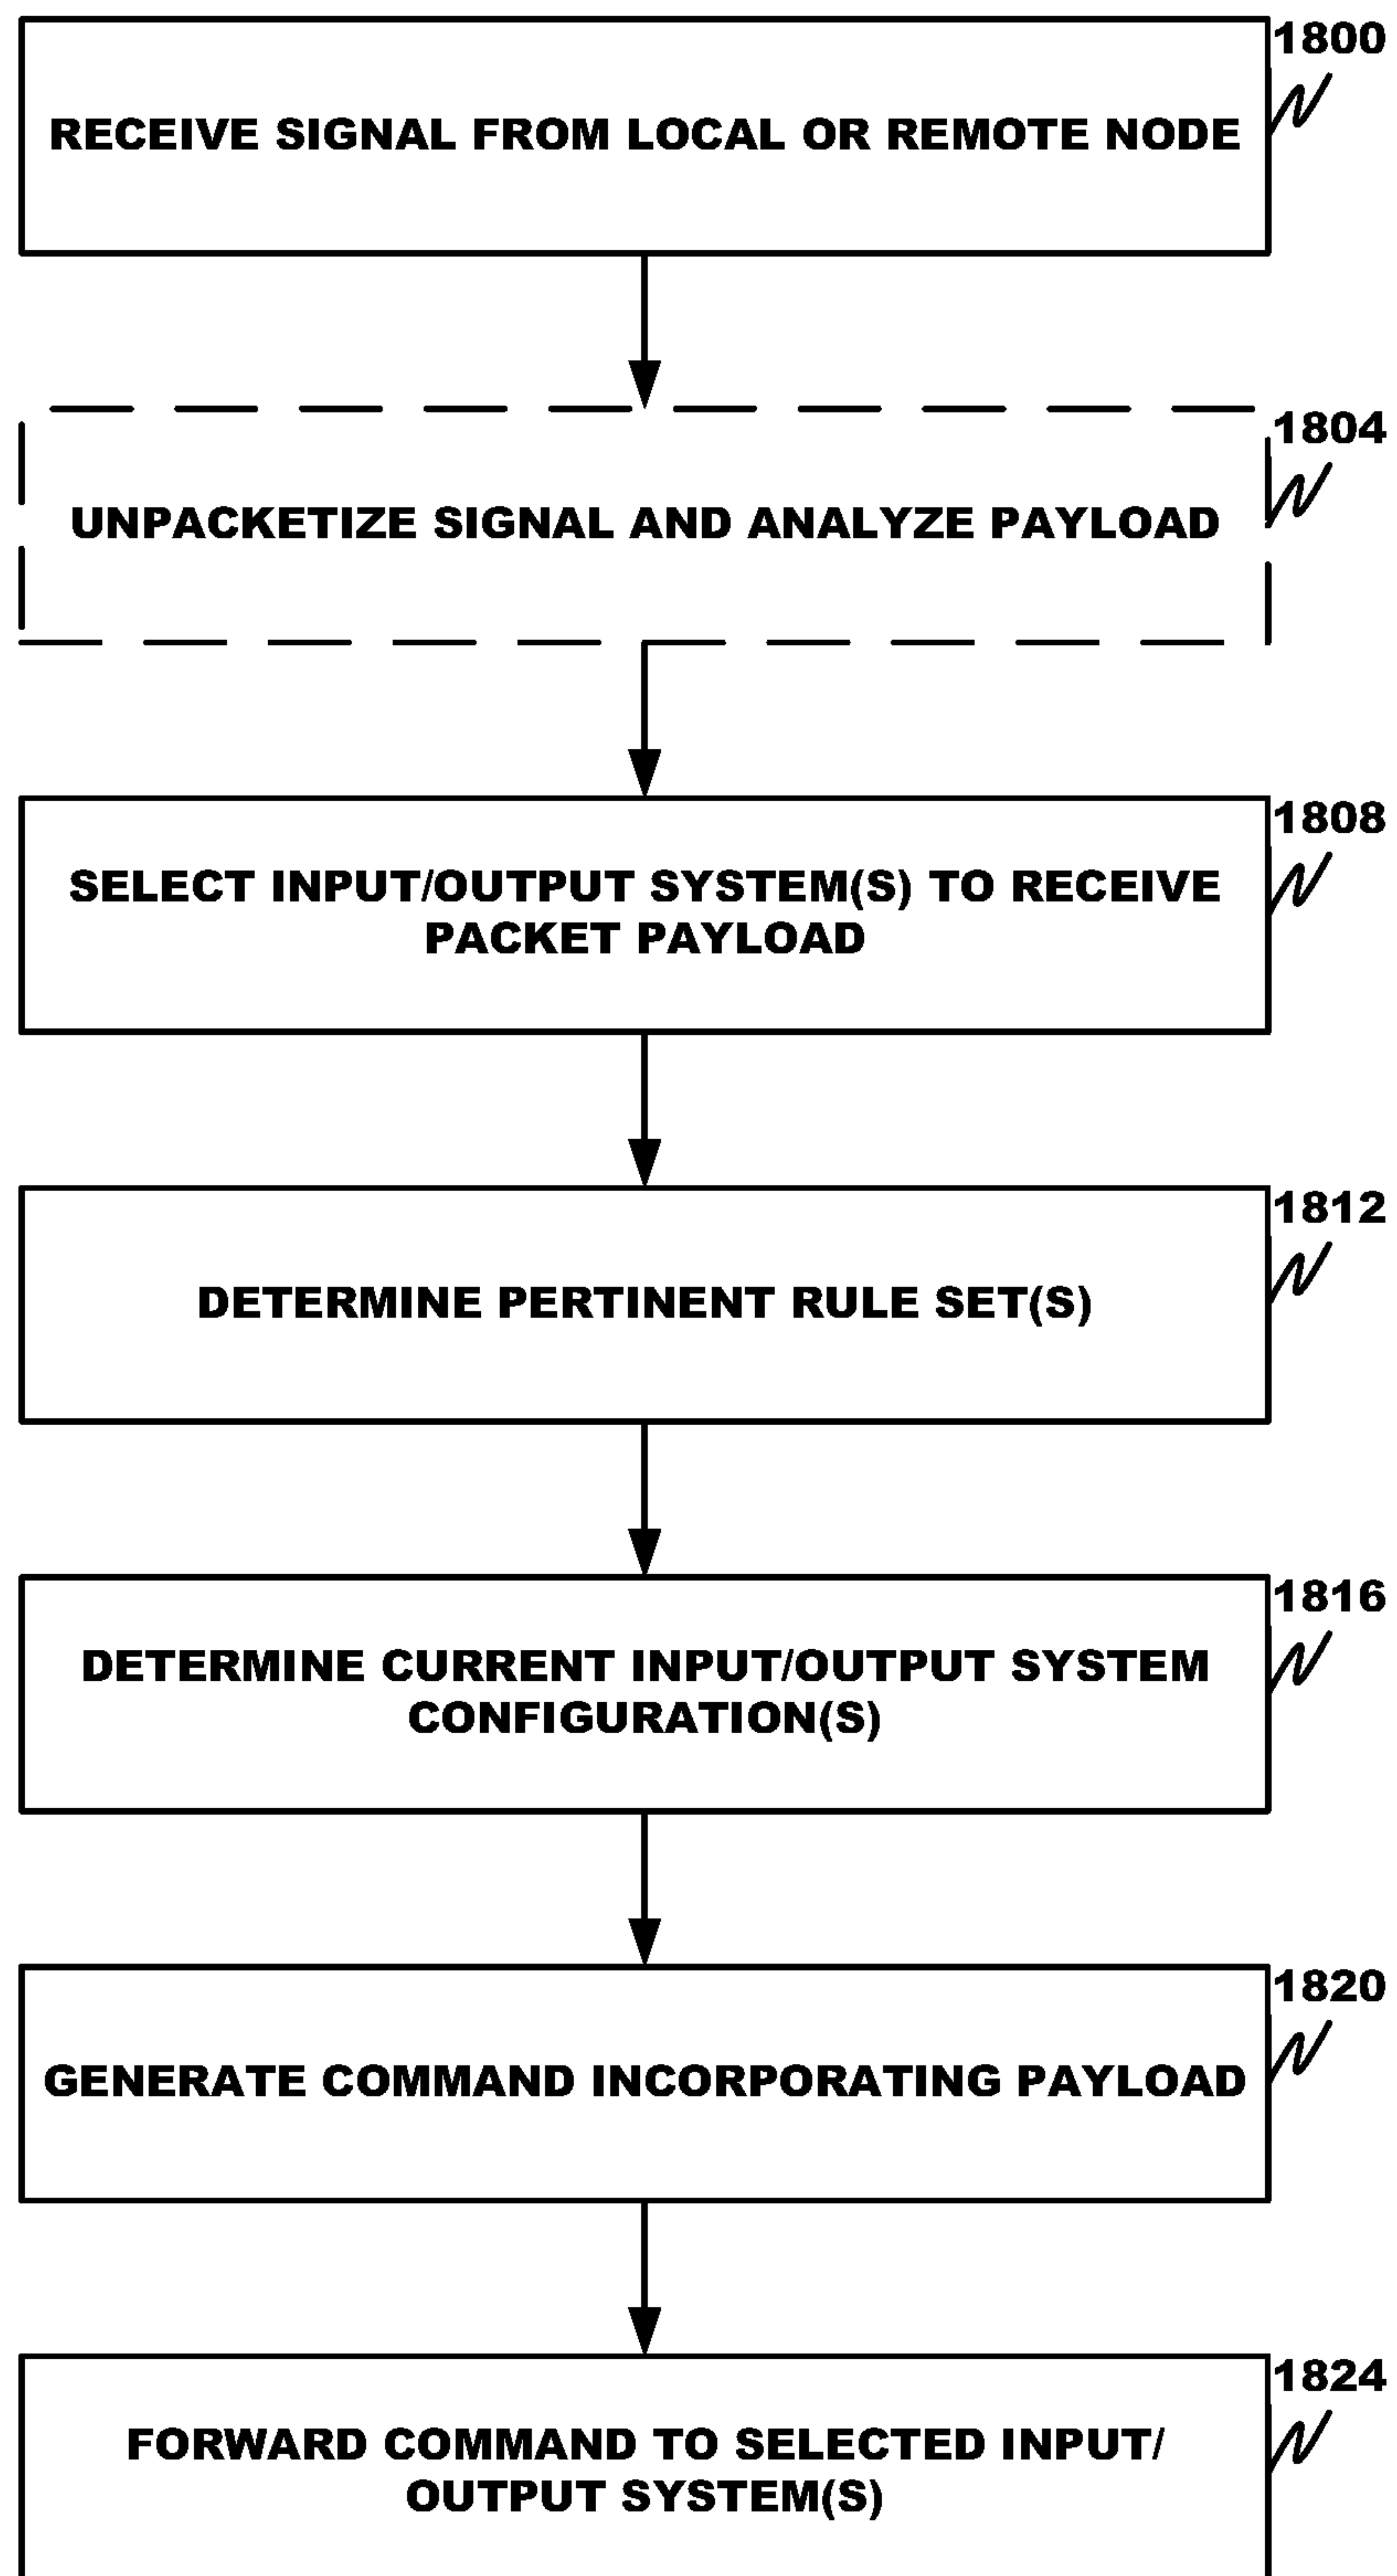 1800
RECEIVE SIGNAL FROM LOCAL OR REMOTE NODE
1804
UNPACKETIZE SIGNAL AND ANALYZE PAYLOAD
1808
SELECT INPUT/OUTPUT SYSTEM(S) TO RECEIVE
PACKET PAYLOAD
1812
DETERMINE PERTINENT RULE SET(S)
1816
DETERMINE CURRENT INPUT/OUTPUT SYSTEM
CONFIGURATION(S)
1820
GENERATE COMMAND INCORPORATING PAYLOAD
1824
FORWARD COMMAND TO SELECTED INPUT/
OUTPUT SYSTEM(S)